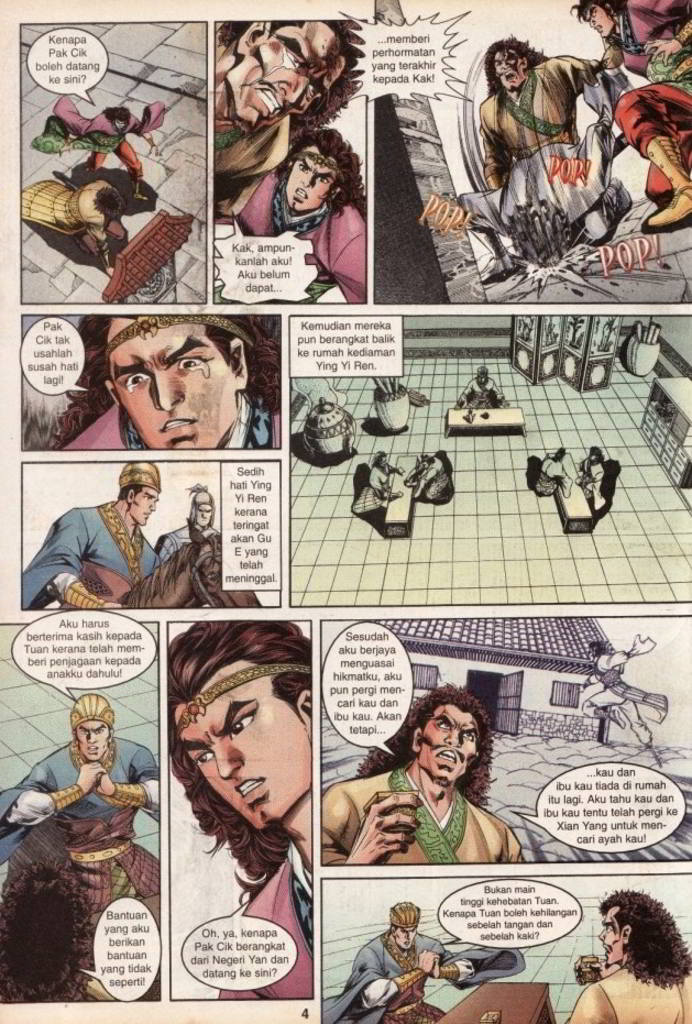 Kenapa
Pak Cik
boleh datang
ke sini?
...memberi
perhormatan
yang terakhir
kepada Kak!
Kak, ampun-
kanlah aku!
Aku belum
dapat...
POP!
POP!
POP!
Pak
Cik tak
usahlah
susah hati
lagi!
Kemudian mereka
pun berangkat balik
ke rumah kediaman
Ying Yi Ren.
Sedih
hati Ying
Yi Ren
kerana
teringat
akan Gu
E yang
telah
meninggal.
Aku harus
berterima kasih kepada
Tuan kerana telah mem-
beri penjagaan kepada
anakku dahulu!
Bantuan
yang aku
berikan
bantuan
yang tidak
seperti!
Oh, ya, kenapa
Pak Cik berangkat
dari Negeri Yan dan
datang ke sini?
Sesudah
aku berjaya
menguasai
hikmatku, aku
pun pergi men-
cari kau dan
ibu kau. Akan
tetapi...
...kau dan
ibu kau tiada di rumah
itu lagi. Aku tahu kau dan
ibu kau tentu telah pergi ke
Xian Yang untuk men-
cari ayah kau!
Bukan main
tinggi kehebatan Tuan.
Kenapa Tuan boleh kehilangan
sebelah tangan dan
sebelah kaki?
4